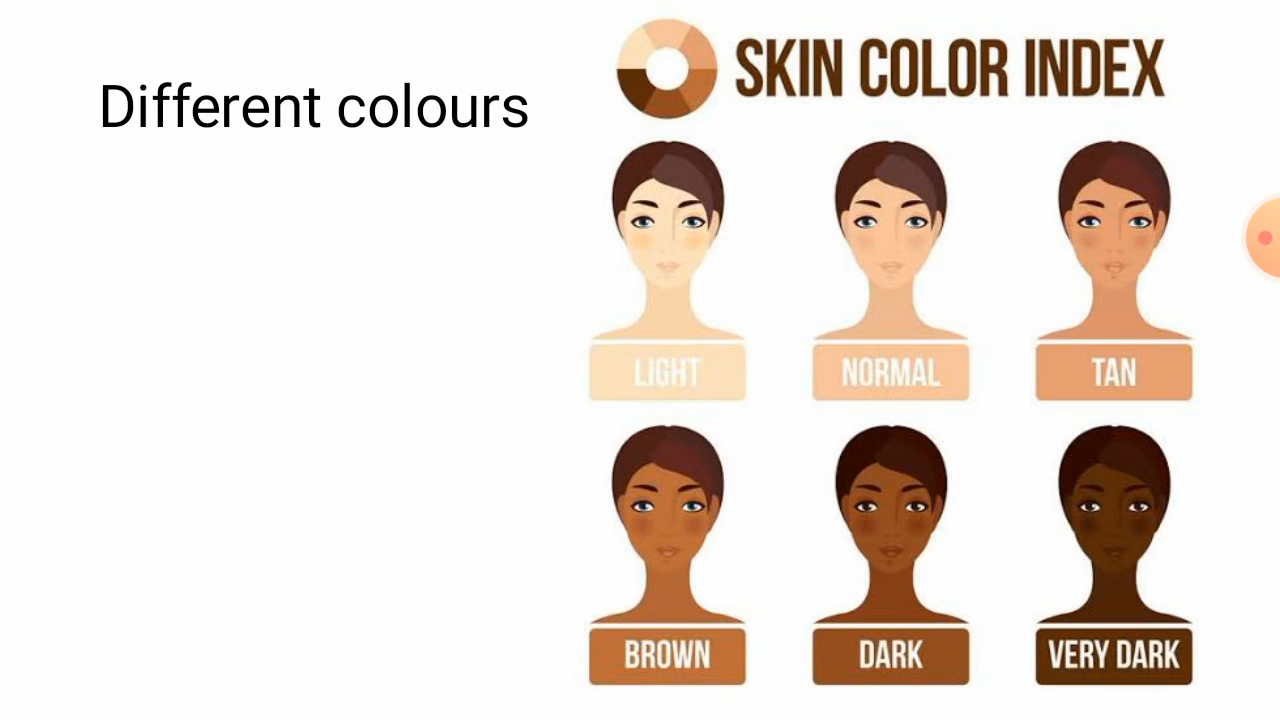 Different colours
SKIN COLOR INDEX
LIGHT
NORMAL
TAN
BROWN
DARK
VERY DARK